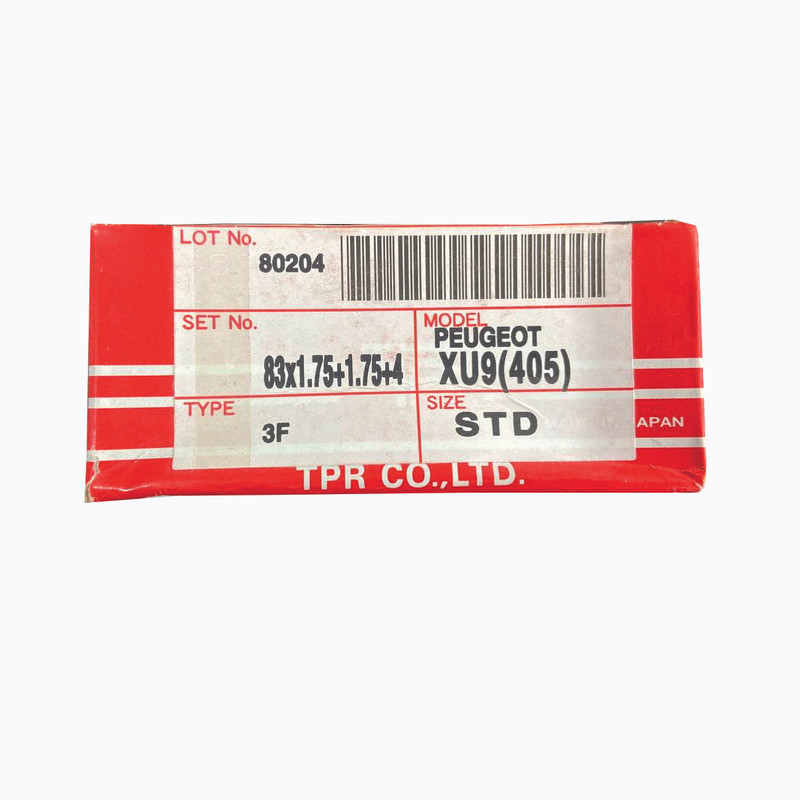 LOT No.
80204
SET No.
83x1.75+1.75+4
MODEL
PEUGEOT
XU9(405)
TYPE
3F
SIZE
STD
APAN
TPR CO.,LTD.